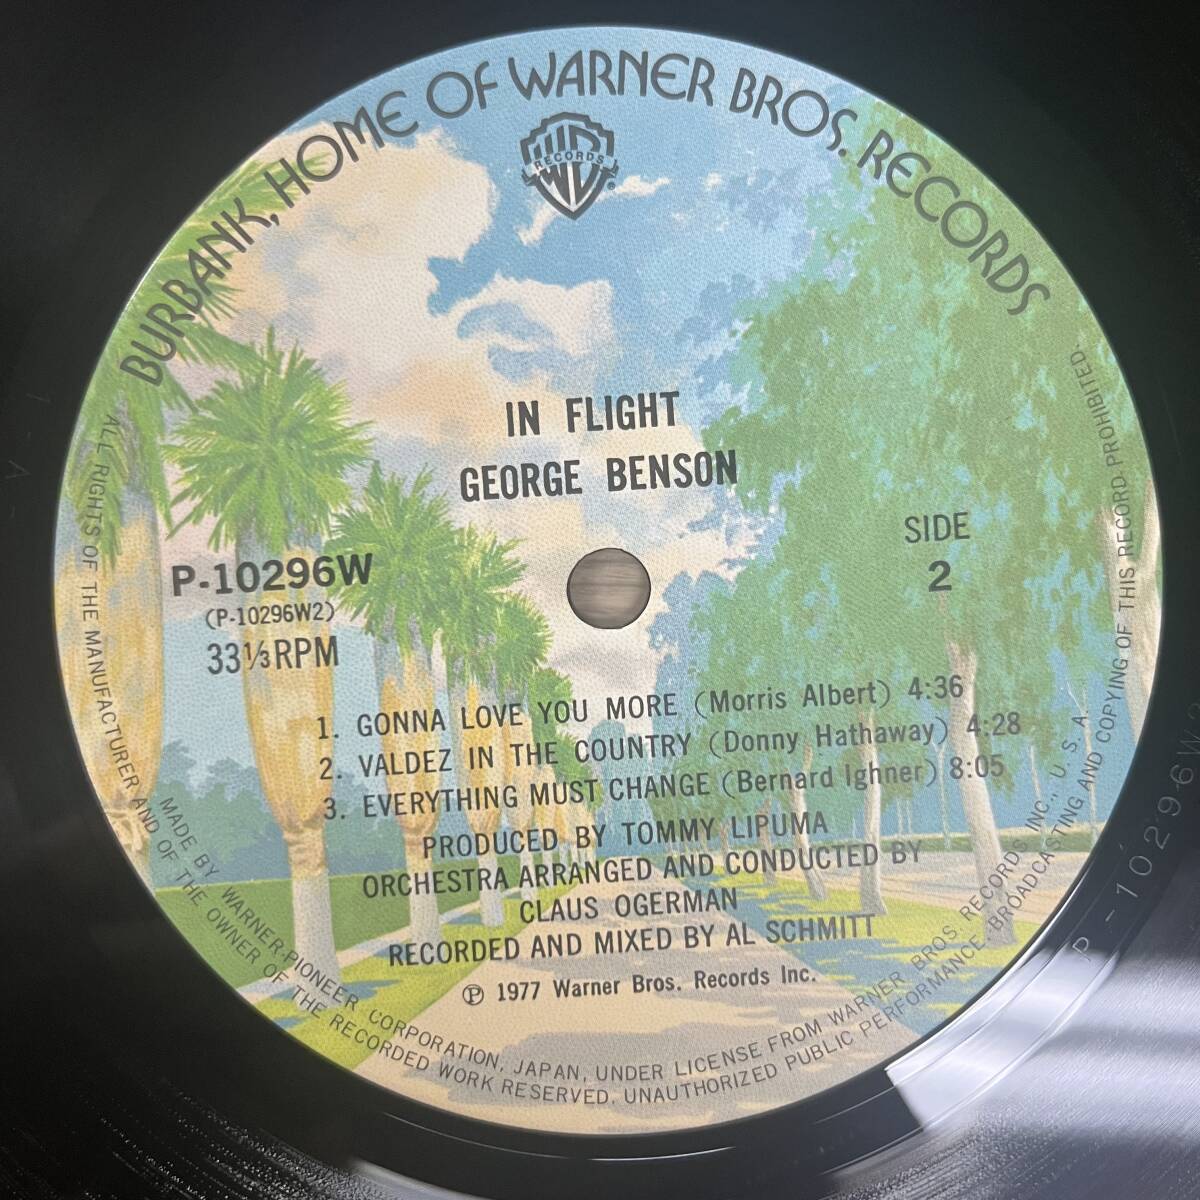 BURBANK, HOME OF WARNER BROS. RECORDS
RECORDS
®
IN FLIGHT
GEORGE BENSON
P-10296W
(P-10296W2)
33⅓RPM
SIDE
2
1. GONNA LOVE YOU MORE (Morris Albert) 4:36
2. VALDEZ IN THE COUNTRY (Donny Hathaway) 4:28
3. EVERYTHING MUST CHANGE (Bernard Ighner) 8:05
PRODUCED BY TOMMY LIPUMA
ORCHESTRA ARRANGED AND CONDUCTED BY
CLAUS OGERMAN
RECORDED AND MIXED BY AL SCHMITT
℗ 1977 Warner Bros. Records Inc.
MADE BY WARNER-PIONEER CORPORATION, JAPAN, UNDER LICENSE FROM WARNER BROS. RECORDS INC., U. S. A.
ALL RIGHTS OF THE MANUFACTURER AND OF THE OWNER OF THE RECORDED WORK RESERVED. UNAUTHORIZED PUBLIC PERFORMANCE, BROADCASTING AND COPYING OF THIS RECORD PROHIBITED.
P-10296W